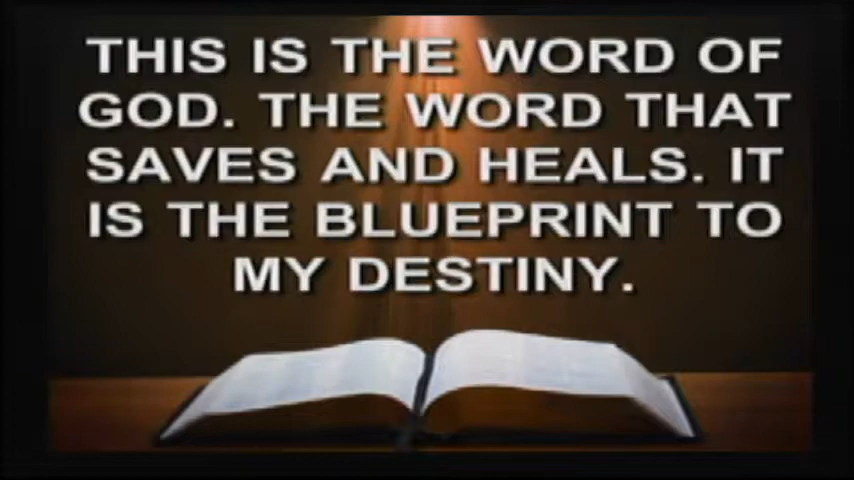 THIS IS THE WORD OF
GOD. THE WORD THAT
SAVES AND HEALS. IT
IS THE BLUEPRINT TO
MY DESTINY.